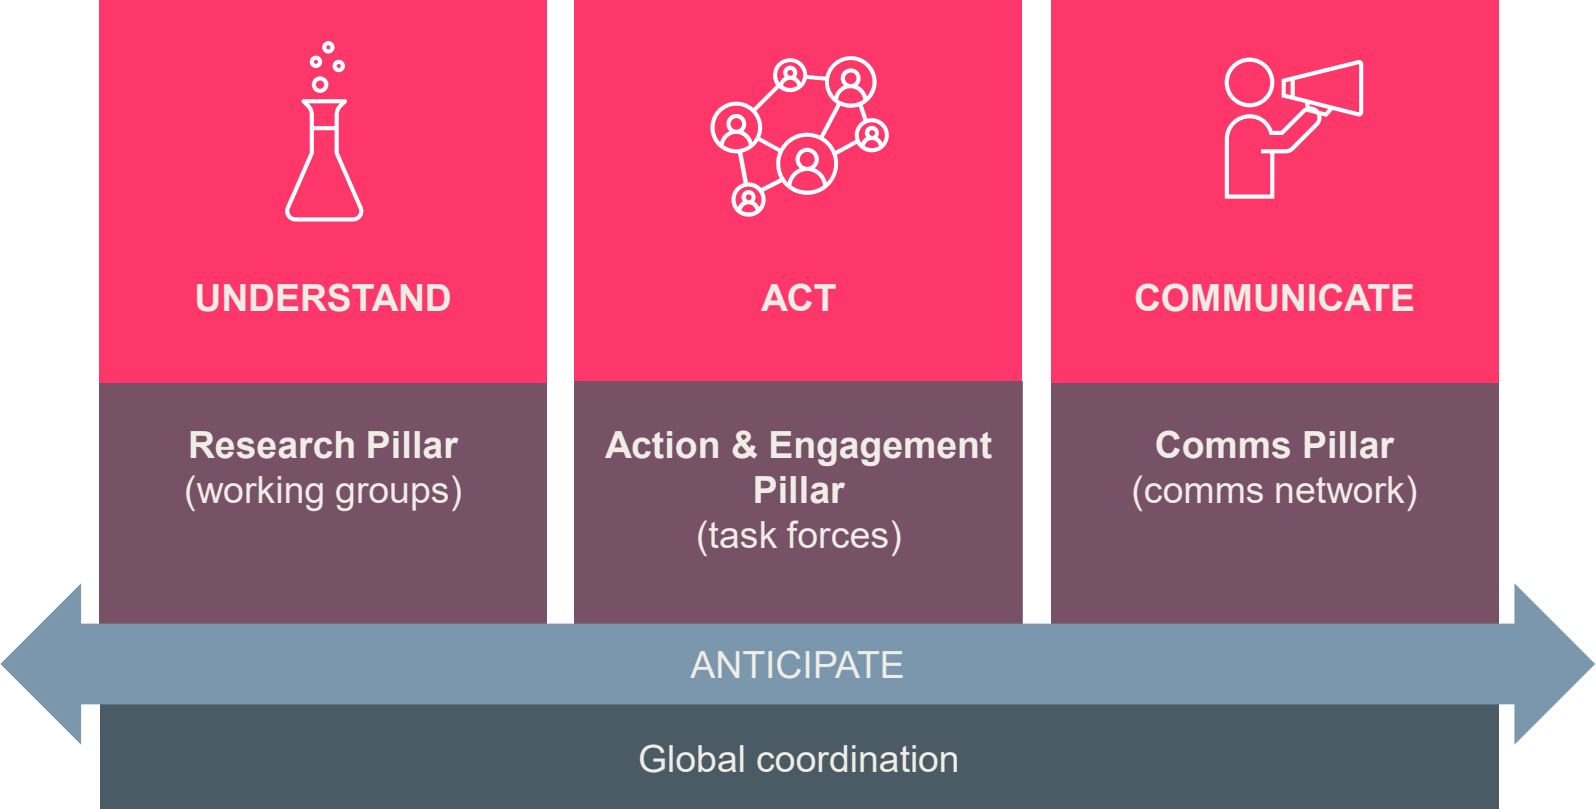 UNDERSTAND
Research Pillar
(working groups)
ACT
Action & Engagement
Pillar
(task forces)
COMMUNICATE
Comms Pillar
(comms network)
ANTICIPATE
Global coordination